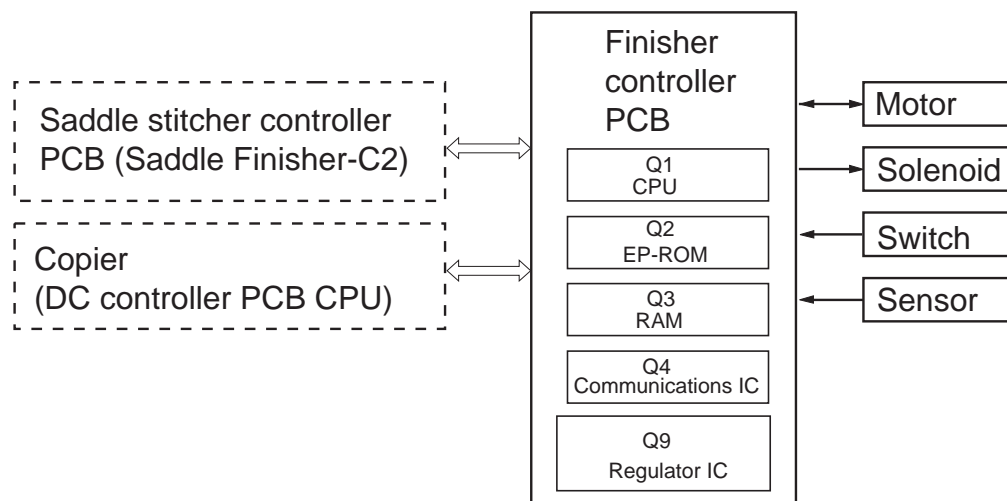 Saddle stitcher controller
PCB (Saddle Finisher-C2)
Copier
(DC controller PCB CPU)
Finisher
controller
PCB
Q1
CPU
Q2
EP-ROM
Q3
RAM
Q4
Communications IC
Q9
Regulator IC
Motor
Solenoid
Switch
Sensor